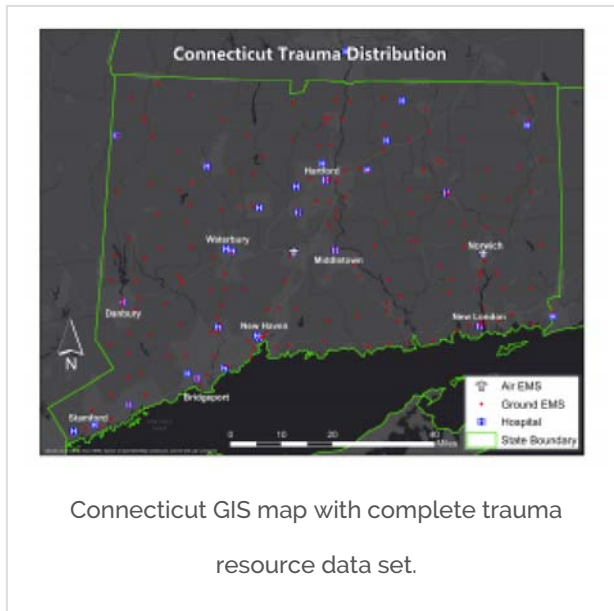 Connecticut Trauma Distribution
Hartford
Waterbury
Middletown
Norwich
Danbury
New Haven
New London
Bridgeport
Stamford
N
Air EMS
Ground EMS
Hospital
State Boundary
0 20 40
Miles
Connecticut GIS map with complete trauma
resource data set.